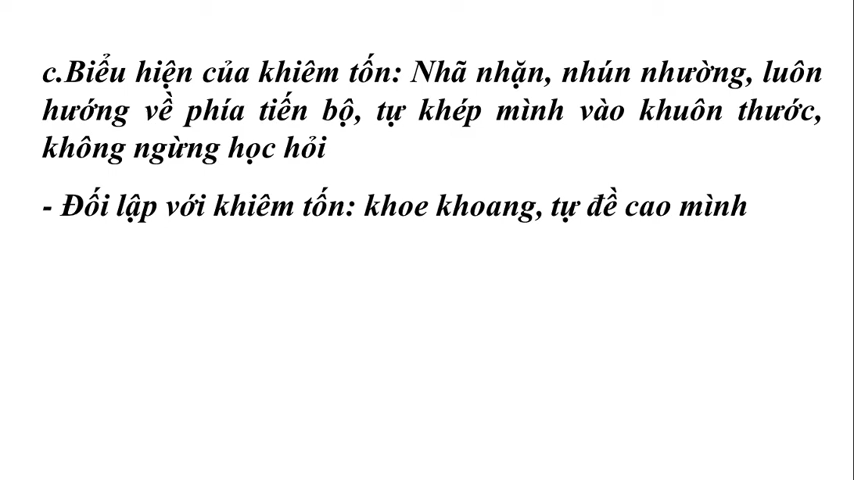 c.Biểu hiện của khiêm tốn: Nhã nhặn, nhún nhường, luôn
hướng về phía tiến bộ, tự khép mình vào khuôn thước,
không ngừng học hỏi
- Đối lập với khiêm tốn: khoe khoang, tự đề cao mình